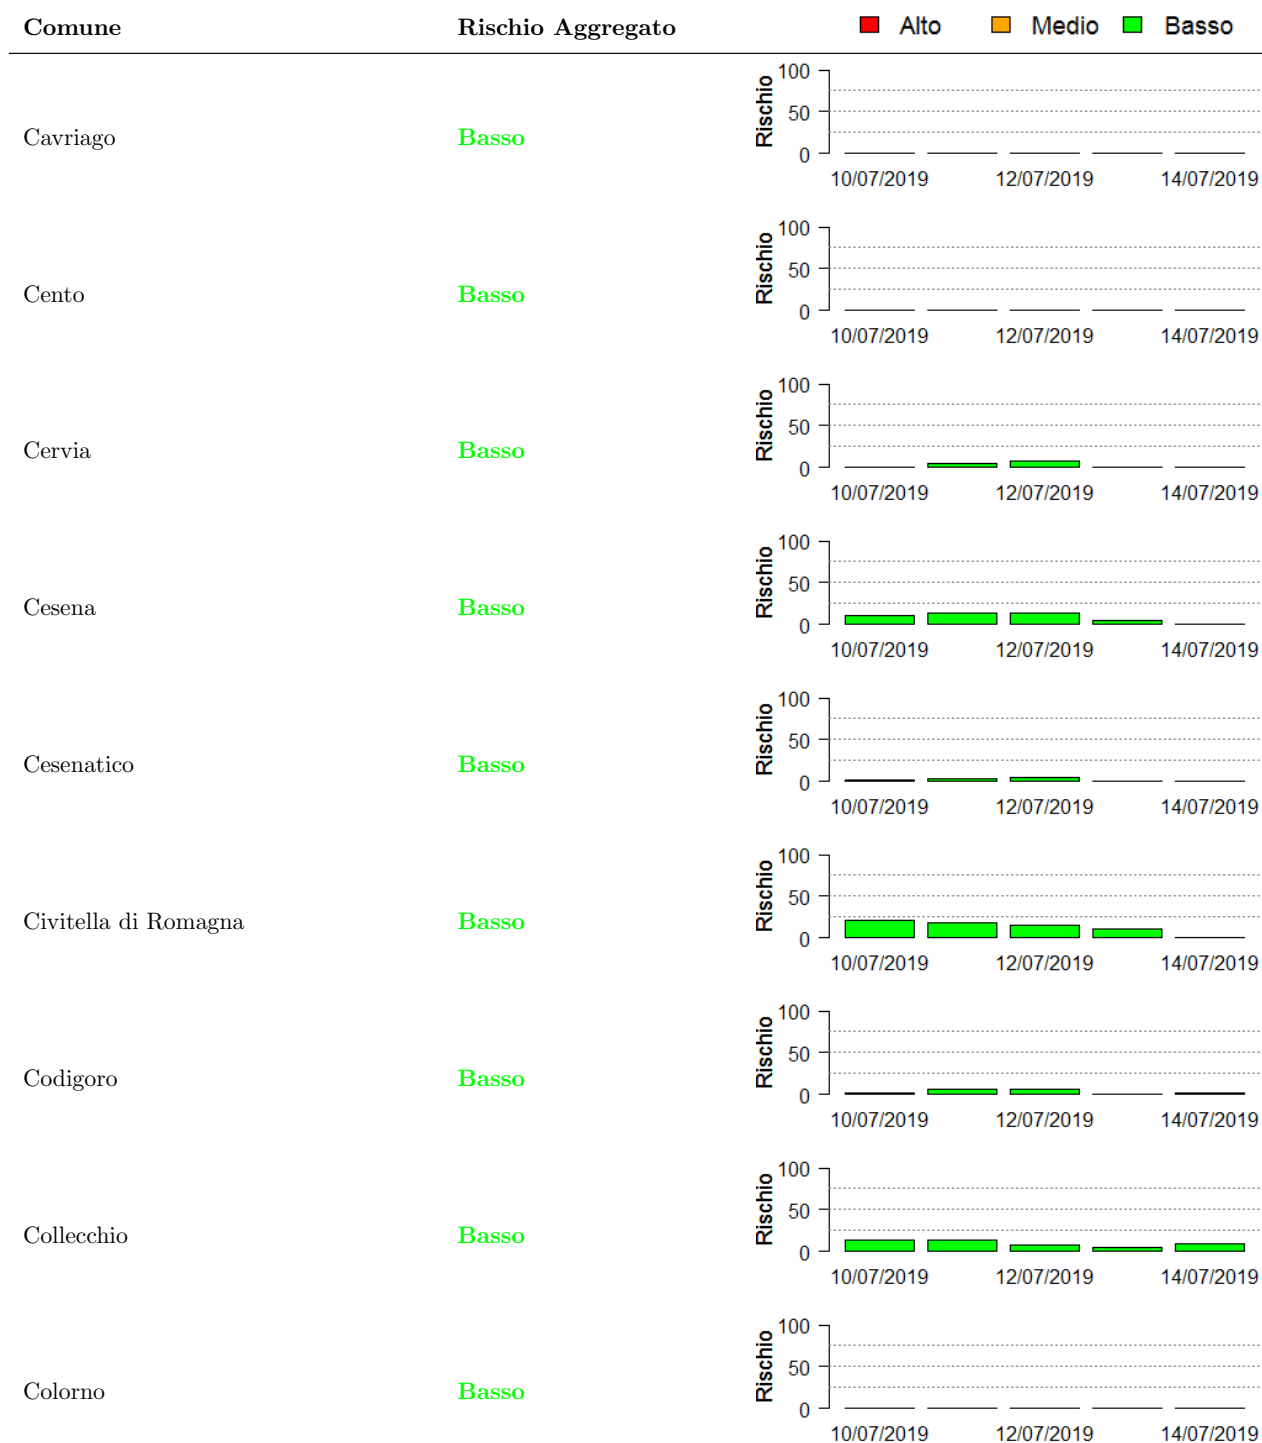 Comune Rischio Aggregato Alto Medio Basso
100
Rischio
50
Cavriago Basso
0
10/07/2019 12/07/2019 14/07/2019
100
Rischio
50
Cento Basso
0
10/07/2019 12/07/2019 14/07/2019
100
Rischio
50
Cervia Basso
0
10/07/2019 12/07/2019 14/07/2019
100
Rischio
50
Cesena Basso
0
10/07/2019 12/07/2019 14/07/2019
100
Rischio
50
Cesenatico Basso
0
10/07/2019 12/07/2019 14/07/2019
100
Rischio
50
Civitella di Romagna Basso
0
10/07/2019 12/07/2019 14/07/2019
100
Rischio
50
Codigoro Basso
0
10/07/2019 12/07/2019 14/07/2019
100
Rischio
50
Collecchio Basso
0
10/07/2019 12/07/2019 14/07/2019
100
Rischio
50
Colorno Basso
0
10/07/2019 12/07/2019 14/07/2019